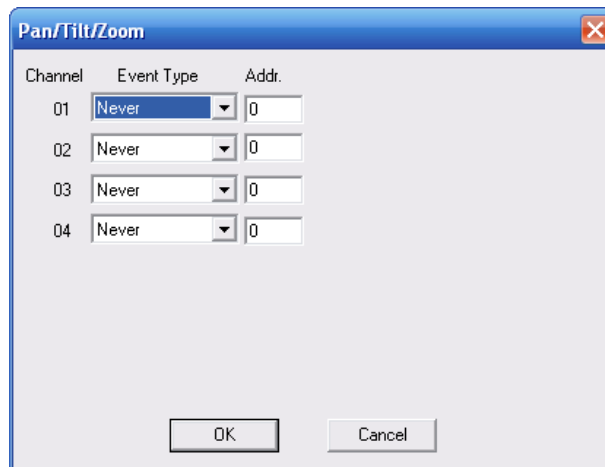 Pan/Tilt/Zoom
Channel Event Type Addr.
01 Never 0
02 Never 0
03 Never 0
04 Never 0
OK Cancel